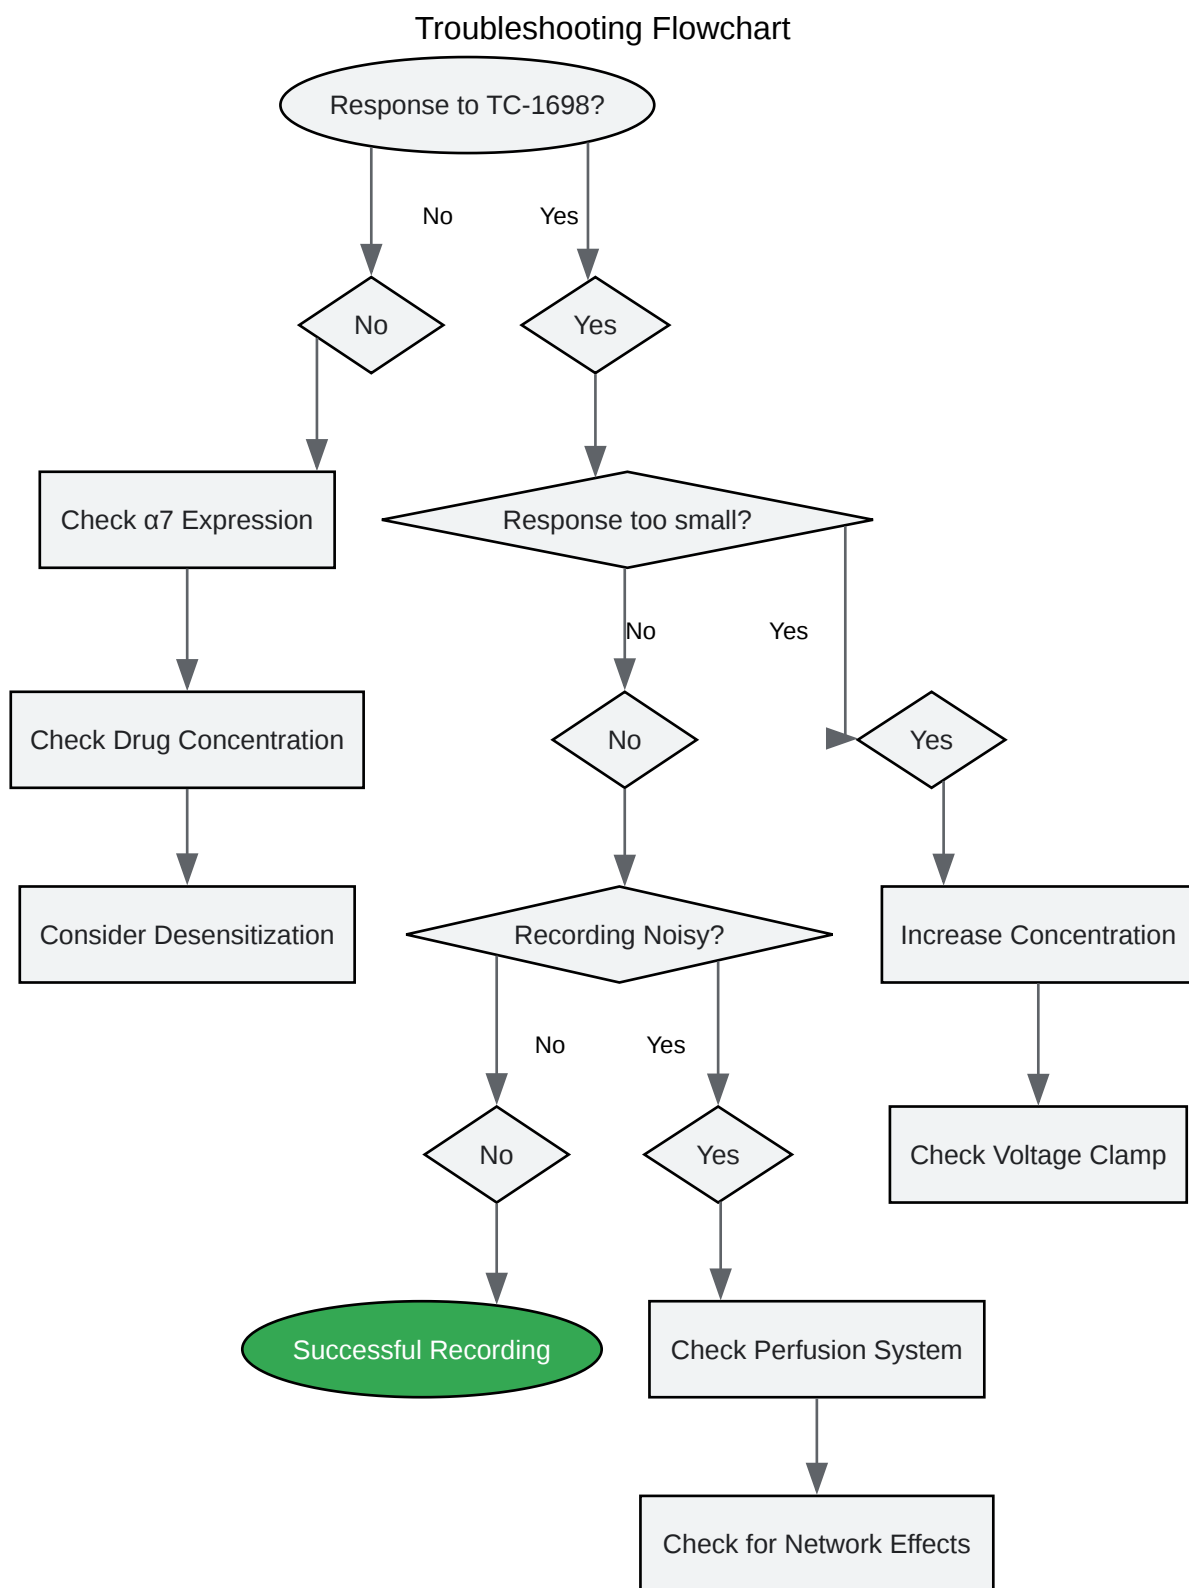 Troubleshooting Flowchart
Response to TC-1698?
No
Yes
No
Yes
Check α7 Expression
Response too small?
No
Yes
Check Drug Concentration
No
Yes
Consider Desensitization
Recording Noisy?
Increase Concentration
No
Yes
No
Yes
Check Voltage Clamp
Successful Recording
Check Perfusion System
Check for Network Effects